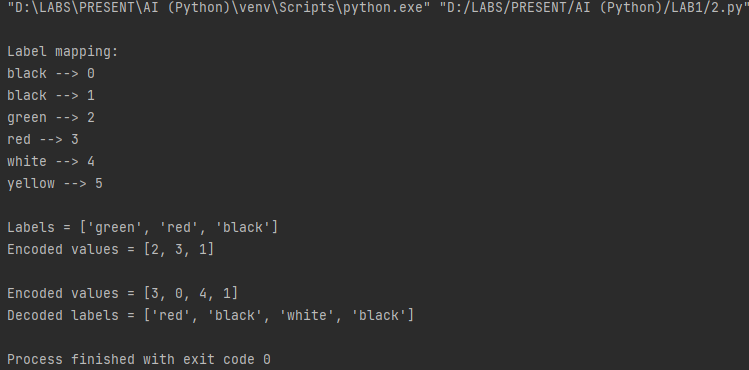 "D:\LABS\PRESENT\AI (Python)\venv\Scripts\python.exe" "D:/LABS/PRESENT/AI (Python)/LAB1/2.py"
Label mapping:
black --> 0
black --> 1
green --> 2
red --> 3
white --> 4
yellow --> 5
Labels = ['green', 'red', 'black']
Encoded values = [2, 3, 1]
Encoded values = [3, 0, 4, 1]
Decoded labels = ['red', 'black', 'white', 'black']
Process finished with exit code 0